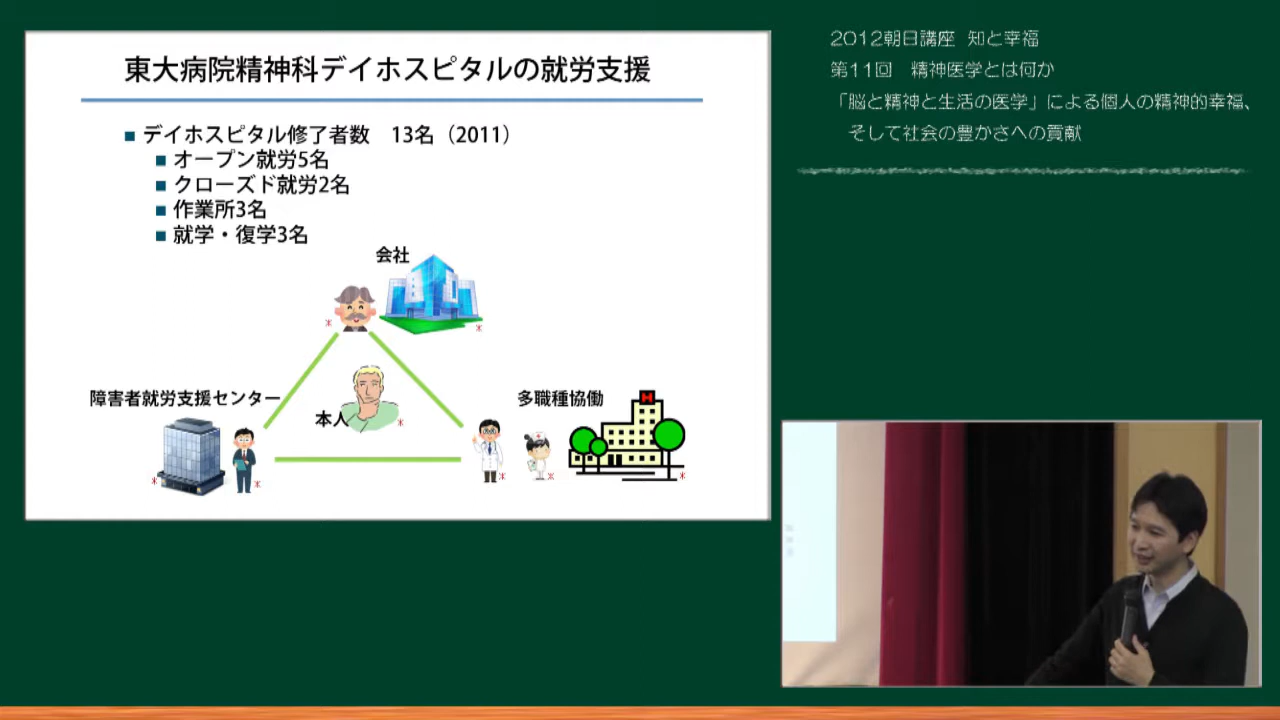 東大病院精神科デイホスピタルの就労支援
デイホスピタル修了者数 13名（2011）
オープン就労5名
クローズド就労2名
作業所3名
就学・復学3名
会社
障害者就労支援センター
本人
多職種協働
H
2012朝日講座 知と幸福
第11回 精神医学とは何か
「脳と精神と生活の医学」による個人の精神的幸福、
そして社会の豊かさへの貢献